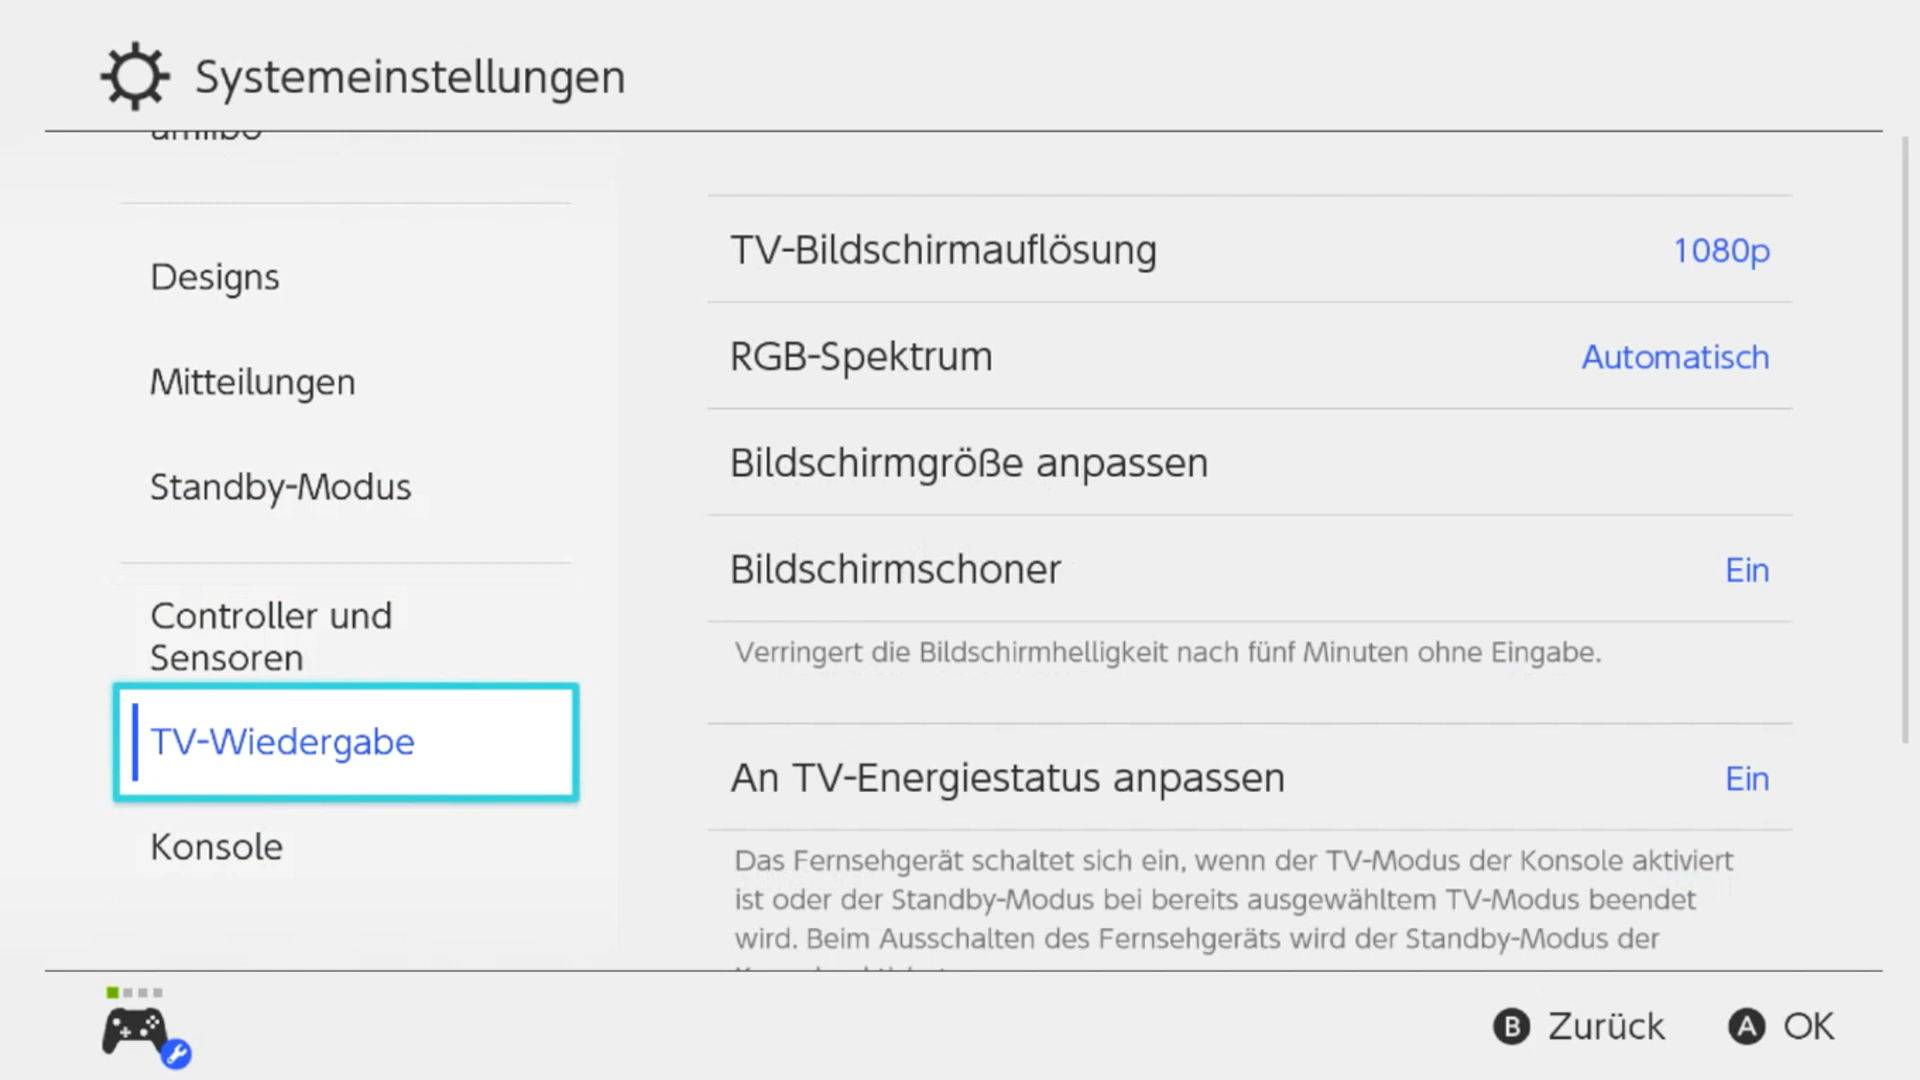 Systemeinstellungen
amiibo
Designs
Mitteilungen
Standby-Modus
Controller und
Sensoren
TV-Wiedergabe
Konsole
TV-Bildschirmauflösung 1080p
RGB-Spektrum Automatisch
Bildschirmgröße anpassen
Bildschirmschoner Ein
Verringert die Bildschirmhelligkeit nach fünf Minuten ohne Eingabe.
An TV-Energiestatus anpassen Ein
Das Fernsehgerät schaltet sich ein, wenn der TV-Modus der Konsole aktiviert
ist oder der Standby-Modus bei bereits ausgewähltem TV-Modus beendet
wird. Beim Ausschalten des Fernsehgeräts wird der Standby-Modus der
B Zurück A OK